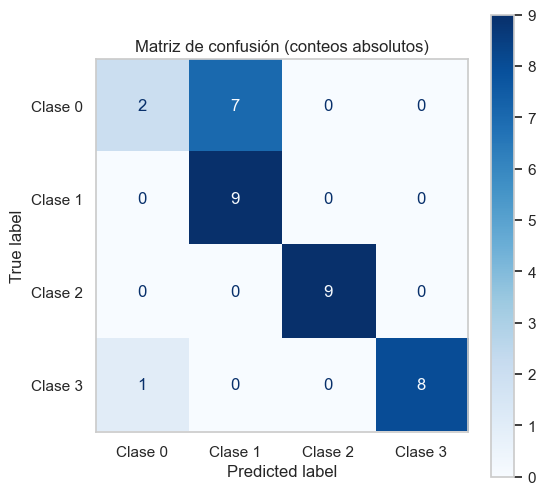 Matriz de confusión (conteos absolutos)
True label
Clase 0 2 7 0 0
Clase 1 0 9 0 0
Clase 2 0 0 9 0
Clase 3 1 0 0 8
Clase 0 Clase 1 Clase 2 Clase 3
Predicted label
9
8
7
6
5
4
3
2
1
0